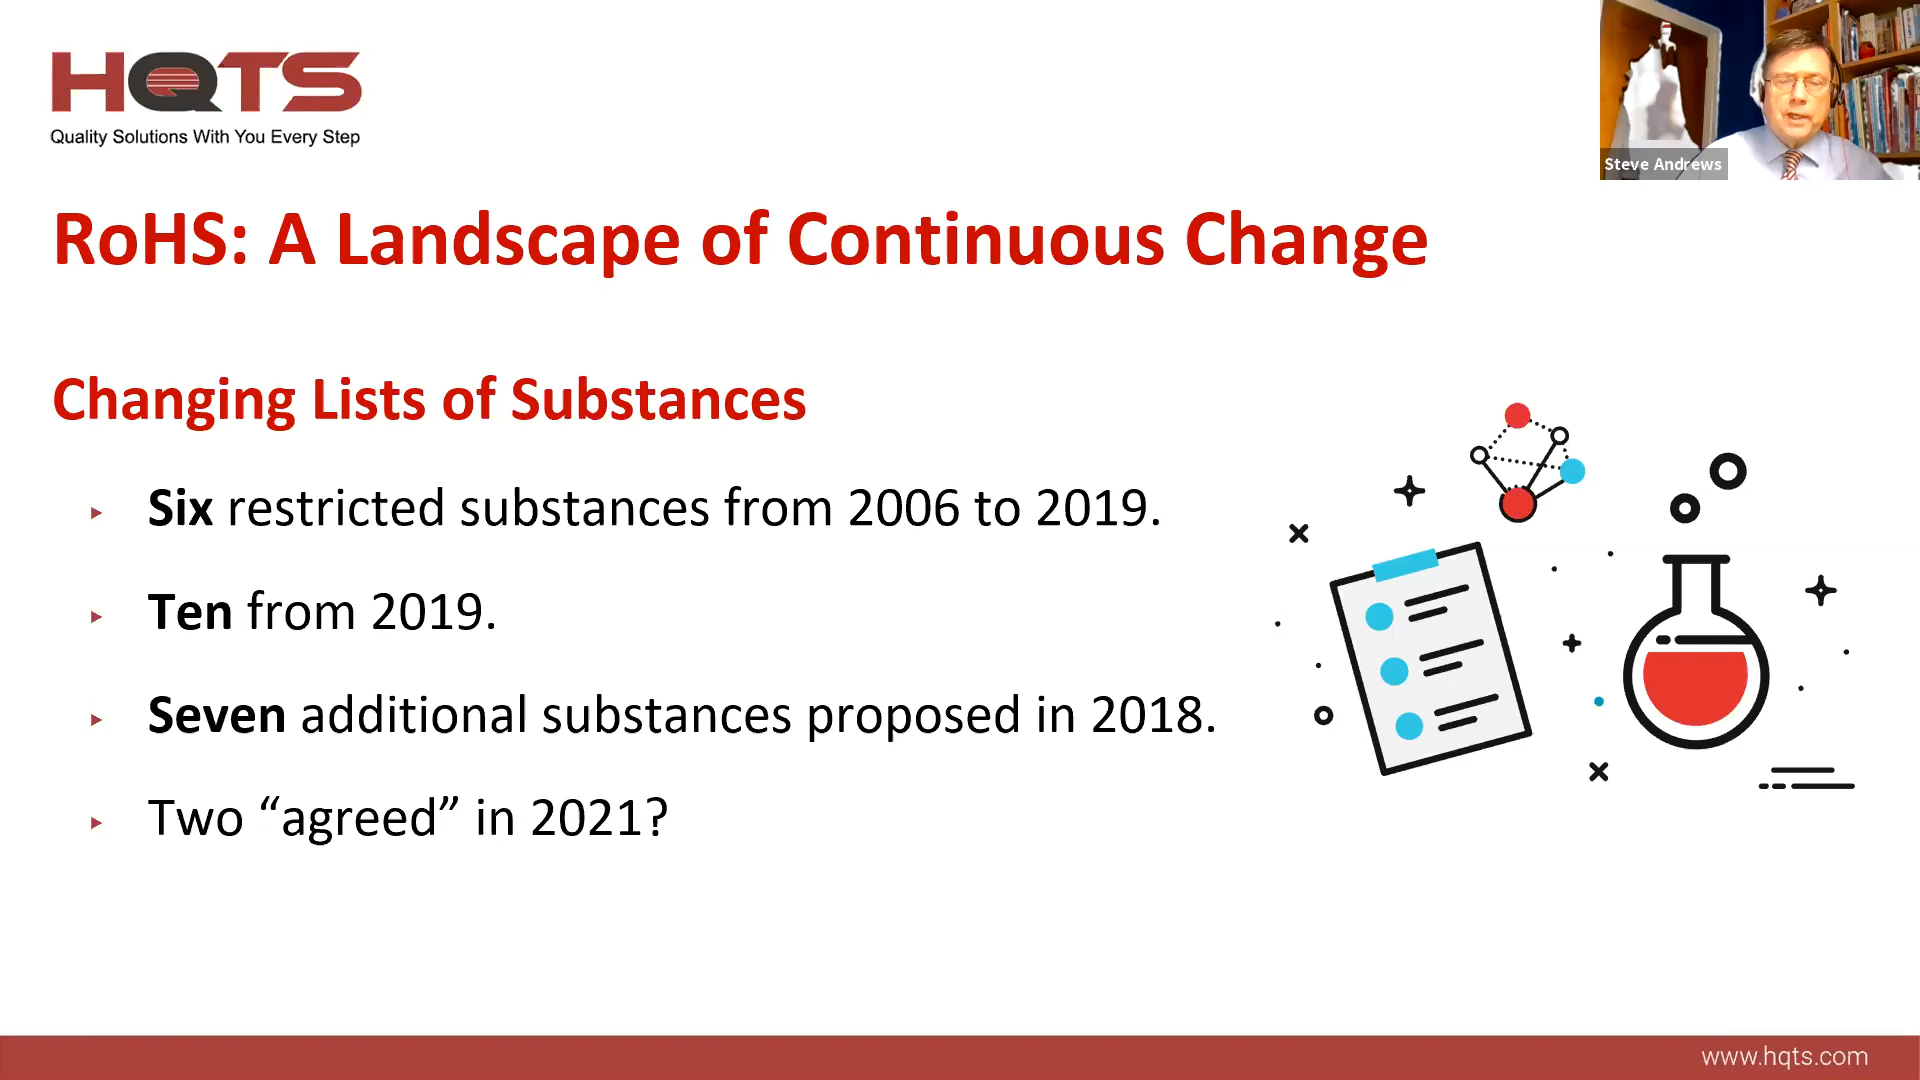 HQTS
Quality Solutions With You Every Step
Steve Andrews
RoHS: A Landscape of Continuous Change
Changing Lists of Substances
Six restricted substances from 2006 to 2019.
Ten from 2019.
Seven additional substances proposed in 2018.
Two “agreed” in 2021?
www.hqts.com